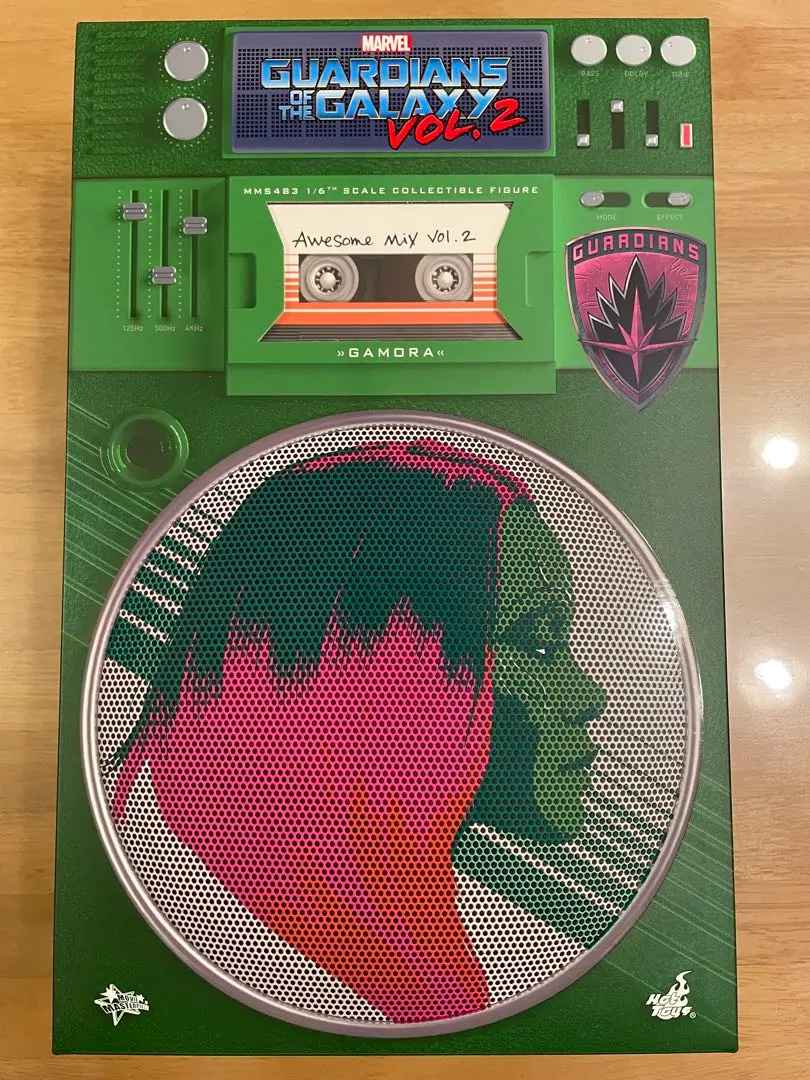 MARVEL
GUARDIANS
OF THE GALAXY
VOL. 2
BASS DOLBY TONE
MMS483 1/6™ SCALE COLLECTIBLE FIGURE
MODE EFFECT
Awesome Mix Vol. 2
GUARDIANS
125Hz 500Hz 4KHz
»GAMORA«
MOVIE
MASTERPIECE
HOT
TOYS®